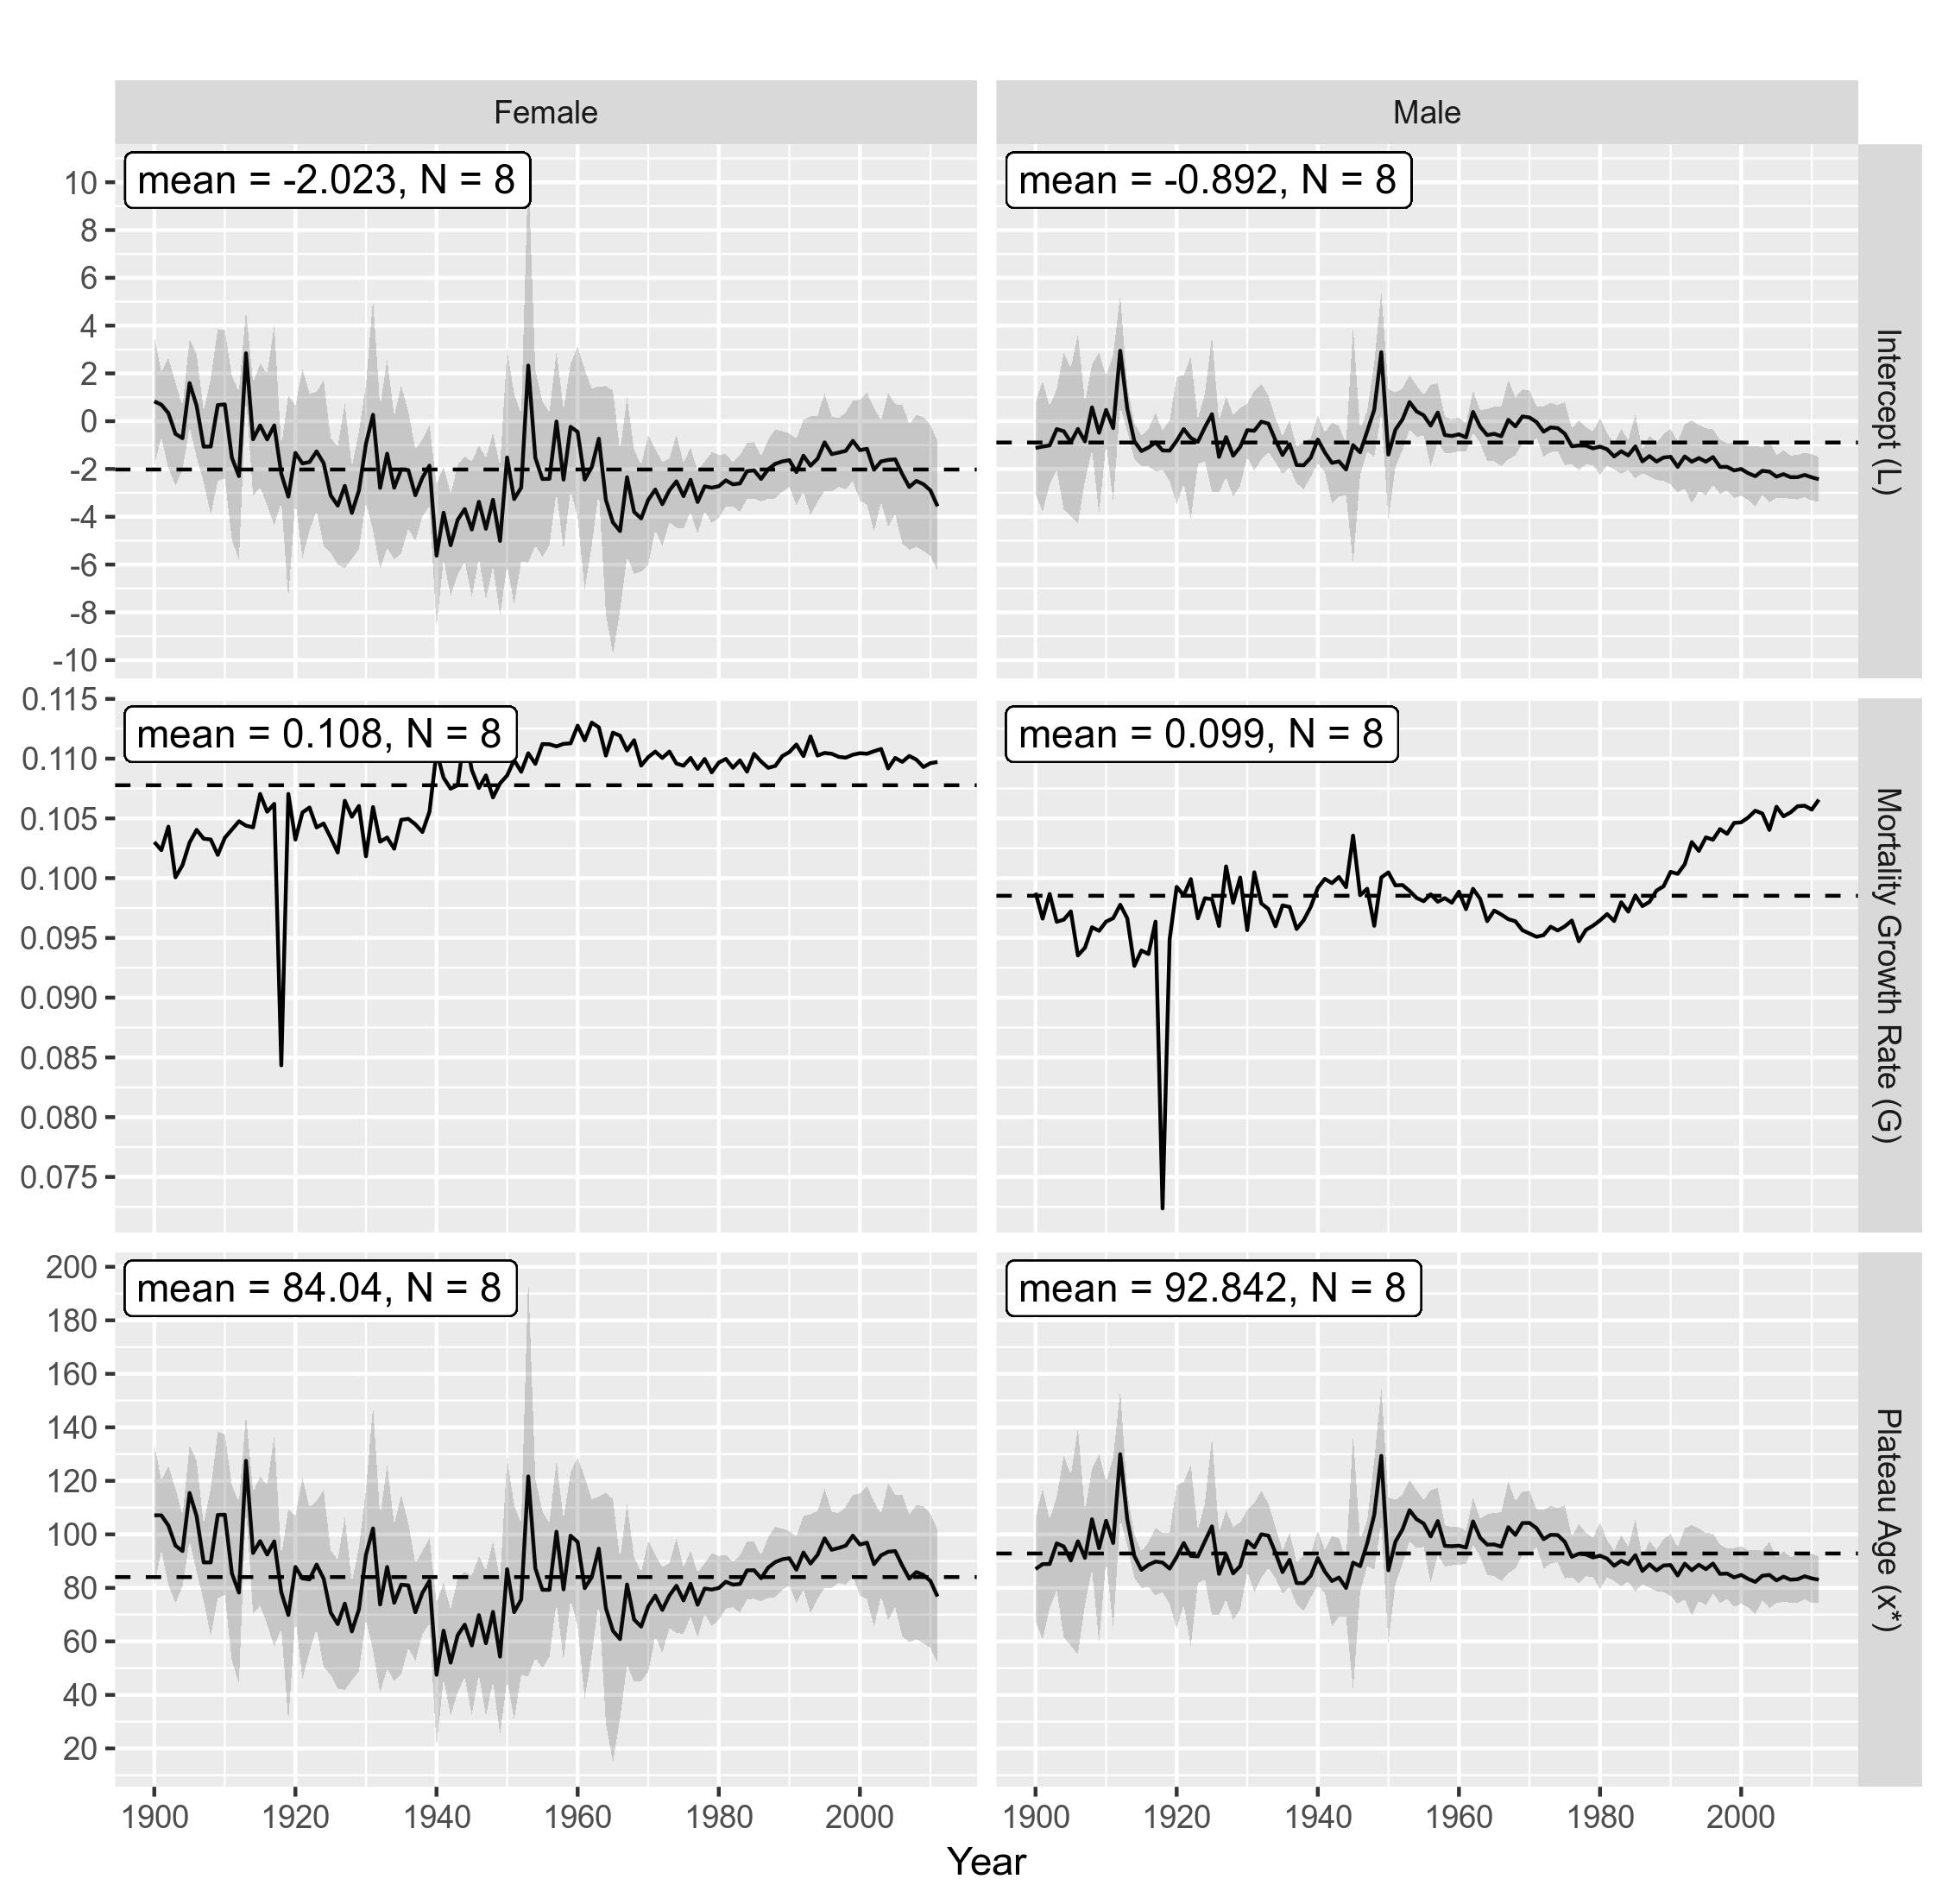 Female
Male
mean = -2.023, N = 8
mean = -0.892, N = 8
10
8
6
4
2
0
-2
-4
-6
-8
-10
Intercept (L)
mean = 0.108, N = 8
mean = 0.099, N = 8
0.115
0.110
0.105
0.100
0.095
0.090
0.085
0.080
0.075
Mortality Growth Rate (G)
mean = 84.04, N = 8
mean = 92.842, N = 8
200
180
160
140
120
100
80
60
40
20
Plateau Age (x*)
1900 1920 1940 1960 1980 2000
1900 1920 1940 1960 1980 2000
Year